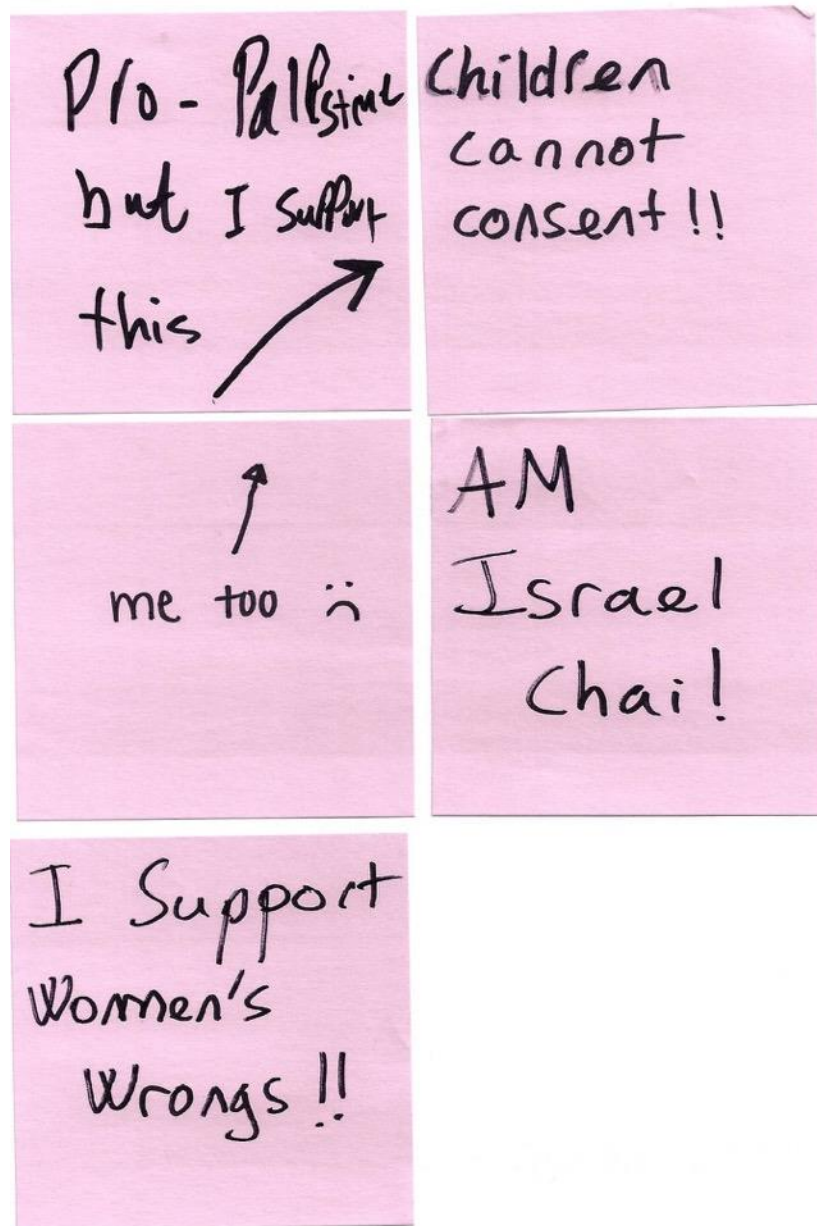 Pro-Palestine
but I support
this
Children
cannot
consent!!
me too :(
AM
Israel
Chai!
I Support
Women's
Wrongs!!